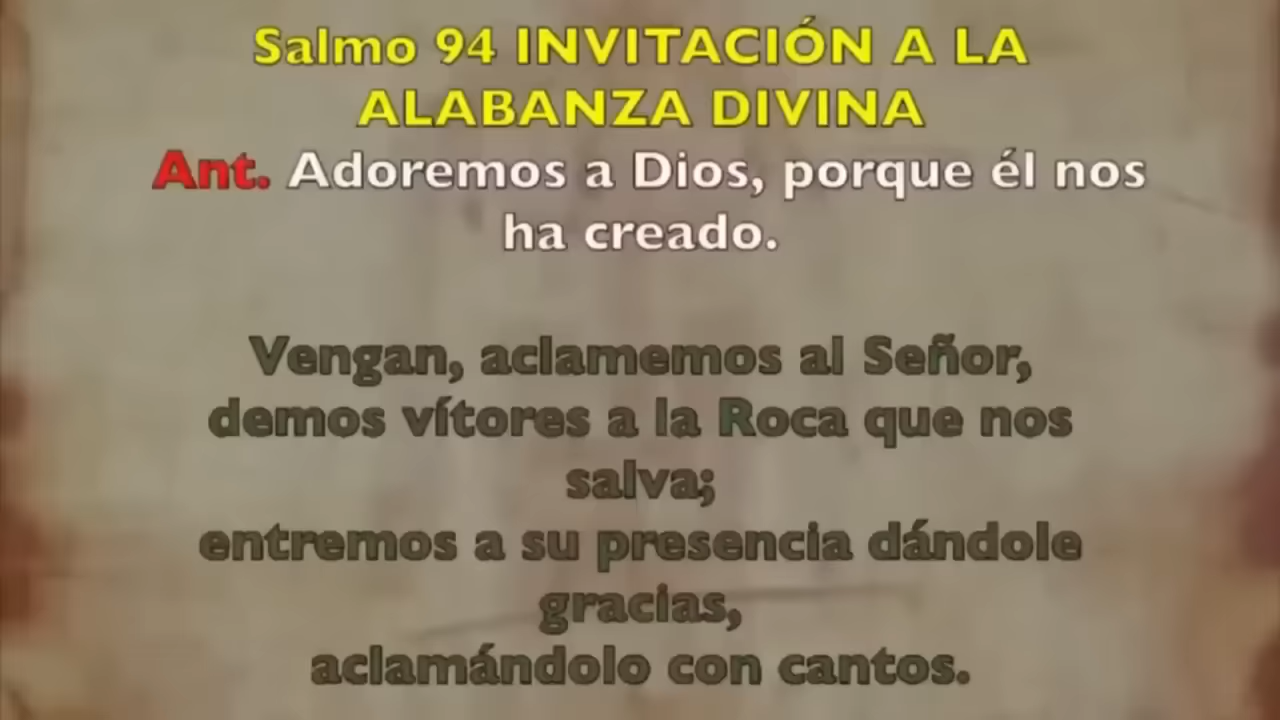 Salmo 94 INVITACIÓN A LA
ALABANZA DIVINA
Ant. Adoremos a Dios, porque él nos
ha creado.
Vengan, aclamemos al Señor,
demos vítores a la Roca que nos
salva;
entremos a su presencia dándole
gracias,
aclamándolo con cantos.